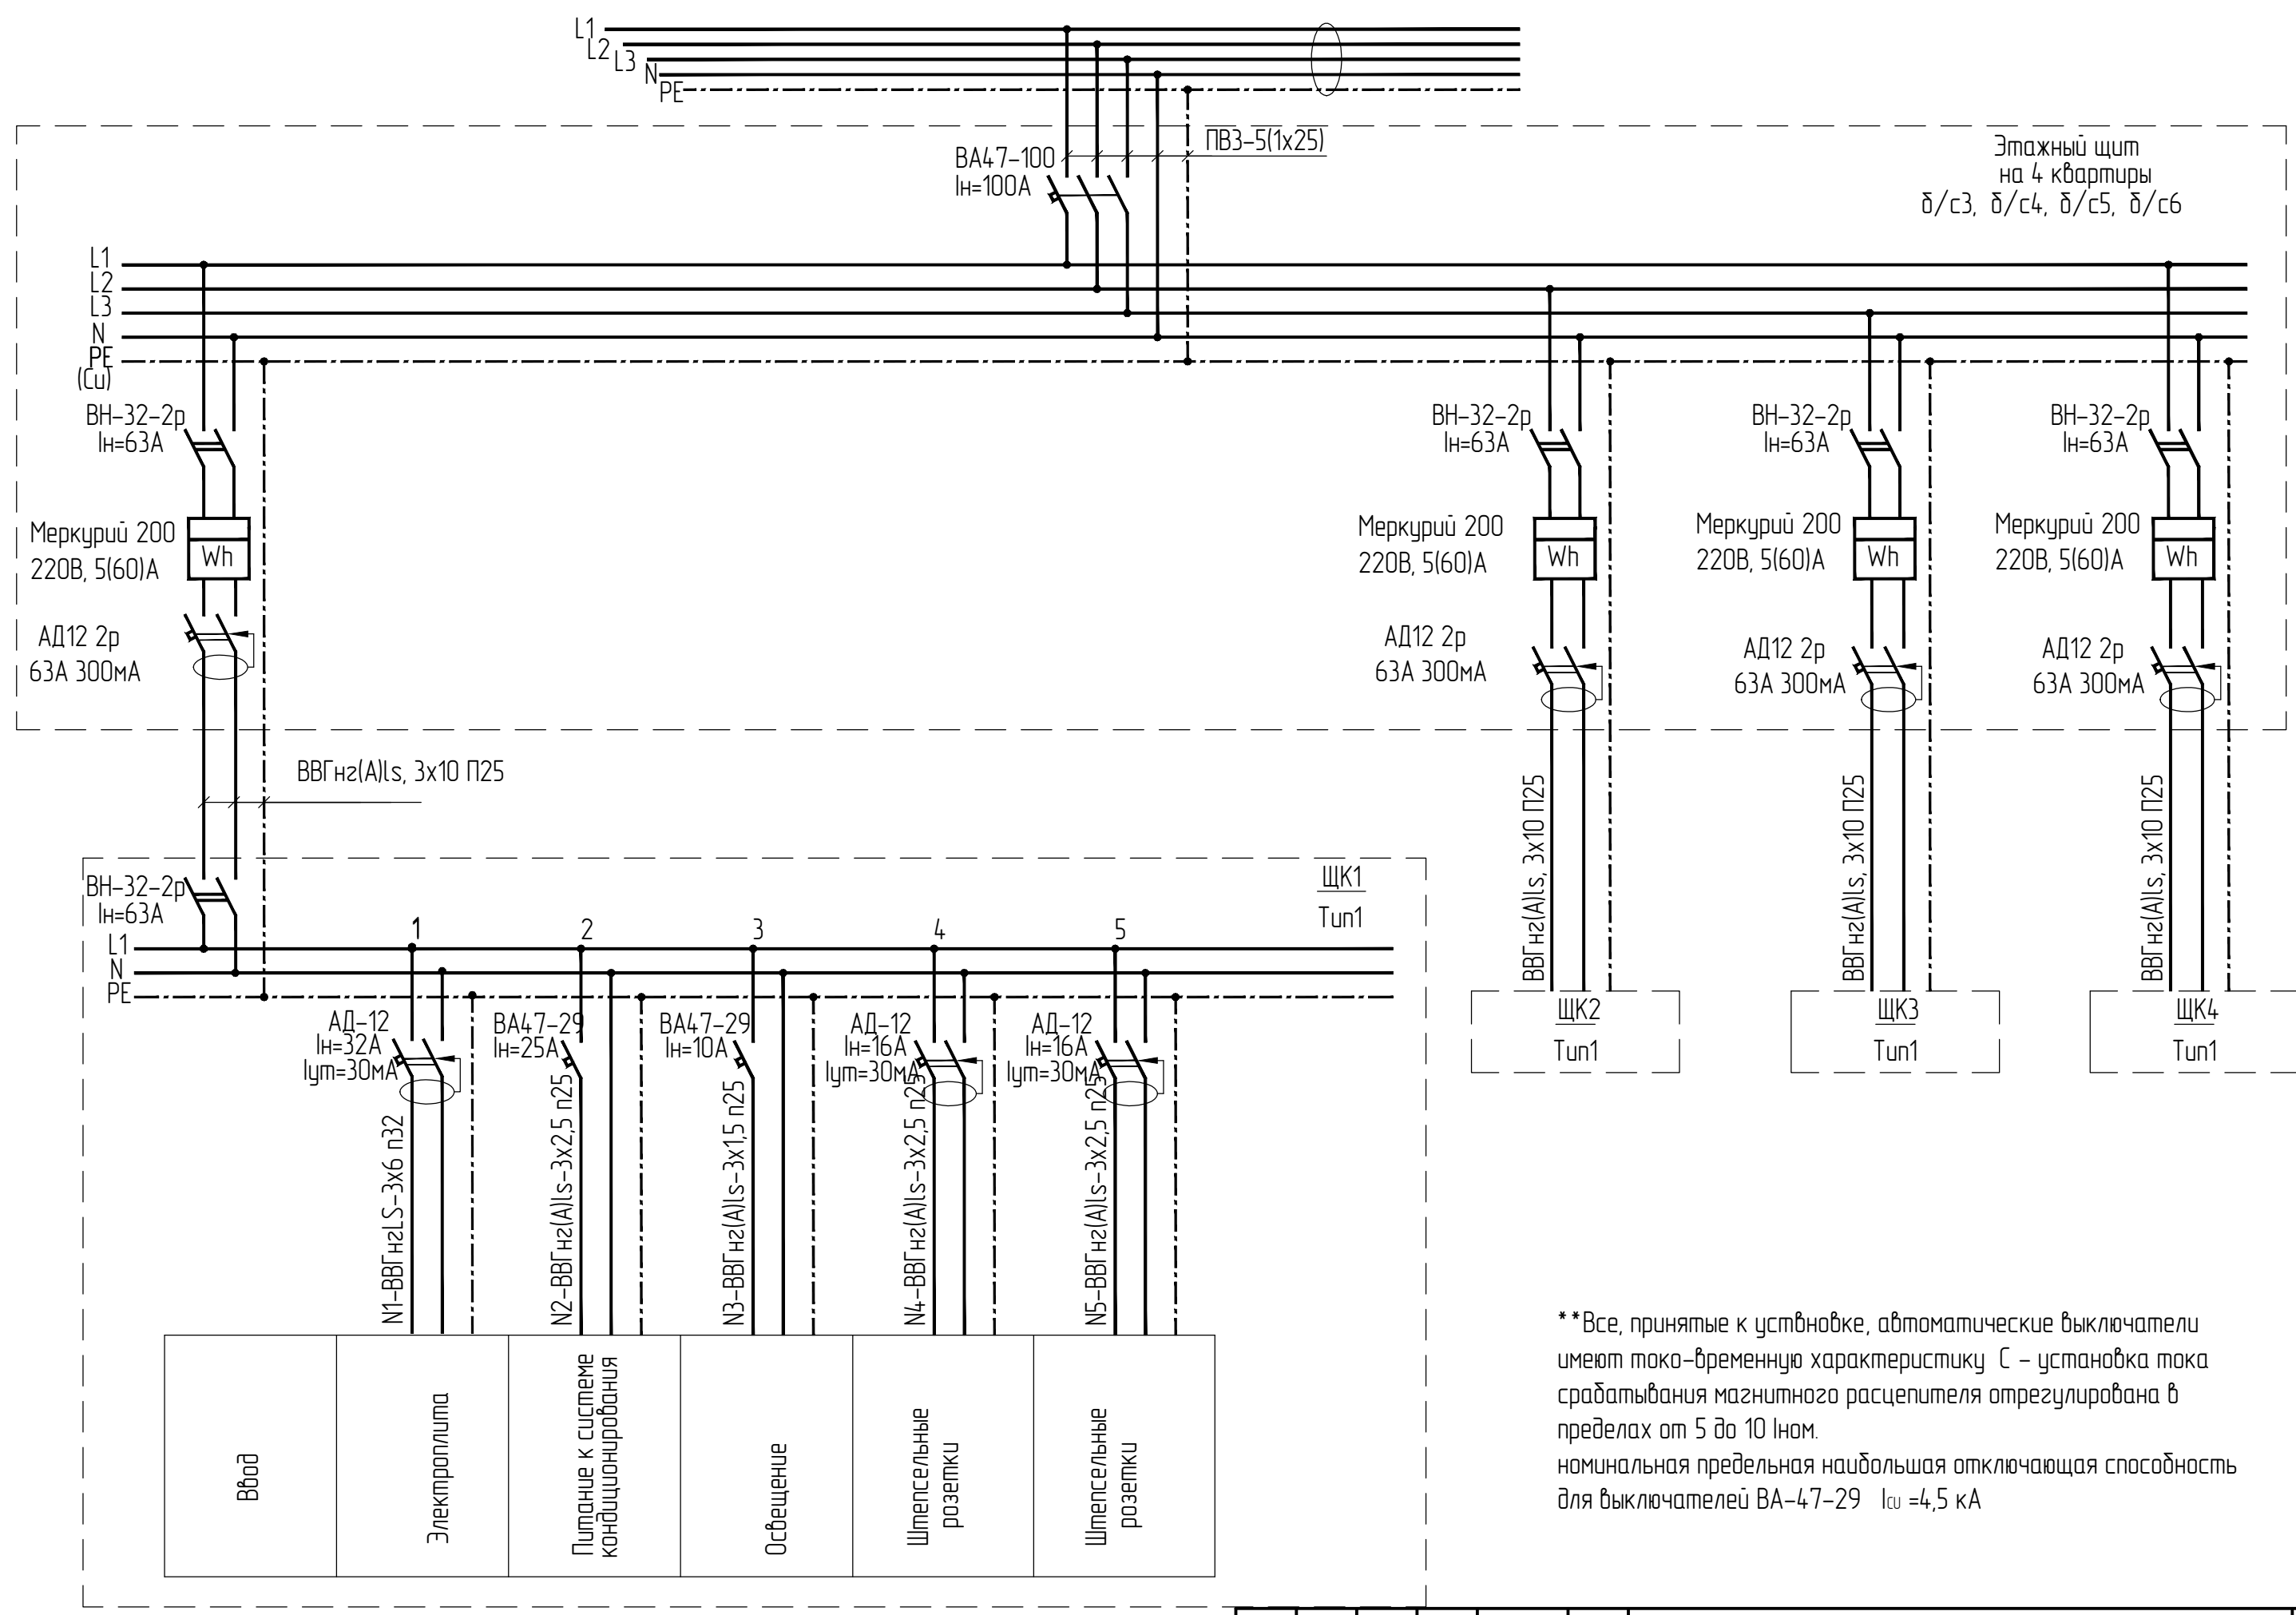 L1
L2
L3
N
PE
ПВ3-5(1х25)
ВА47-100
Iн=100А
Этажный щит
на 4 квартиры
б/с3, б/с4, б/с5, б/с6
L1
L2
L3
N
PE
(Cu)
ВН-32-2р
Iн=63А
ВН-32-2р
Iн=63А
ВН-32-2р
Iн=63А
ВН-32-2р
Iн=63А
Меркурий 200
220В, 5(60)А
Wh
Меркурий 200
220В, 5(60)А
Wh
Меркурий 200
220В, 5(60)А
Wh
Меркурий 200
220В, 5(60)А
Wh
АД12 2р
63А 300мА
АД12 2р
63А 300мА
АД12 2р
63А 300мА
АД12 2р
63А 300мА
ВВГнг(А)ls, 3х10 П25
ВВГнг(А)ls, 3х10 П25
ВВГнг(А)ls, 3х10 П25
ВВГнг(А)ls, 3х10 П25
ВН-32-2р
Iн=63А
ЩК1
Тип1
L1
N
PE
1
2
3
4
5
АД-12
Iн=32А
Iут=30мА
ВА47-29
Iн=25А
ВА47-29
Iн=10А
АД-12
Iн=16А
Iут=30мА
АД-12
Iн=16А
Iут=30мА
ЩК2
Тип1
ЩК3
Тип1
ЩК4
Тип1
N1-ВВГнгLS-3х6 п32
N2-ВВГнг(А)ls-3х2,5 п25
N3-ВВГнг(А)ls-3х1,5 п25
N4-ВВГнг(А)ls-3х2,5 п25
N5-ВВГнг(А)ls-3х2,5 п25
Ввод
Электроплита
Питание к системе
кондиционирования
Освещение
Штепсельные
розетки
Штепсельные
розетки
**Все, принятые к уствновке, автоматические выключатели
имеют токо-временную характеристику С - установка тока
срабатывания магнитного расцепителя отрегулирована в
пределах от 5 до 10 Iном.
номинальная предельная наибольшая отключающая способность
для выключателей ВА-47-29 Icu =4,5 кА